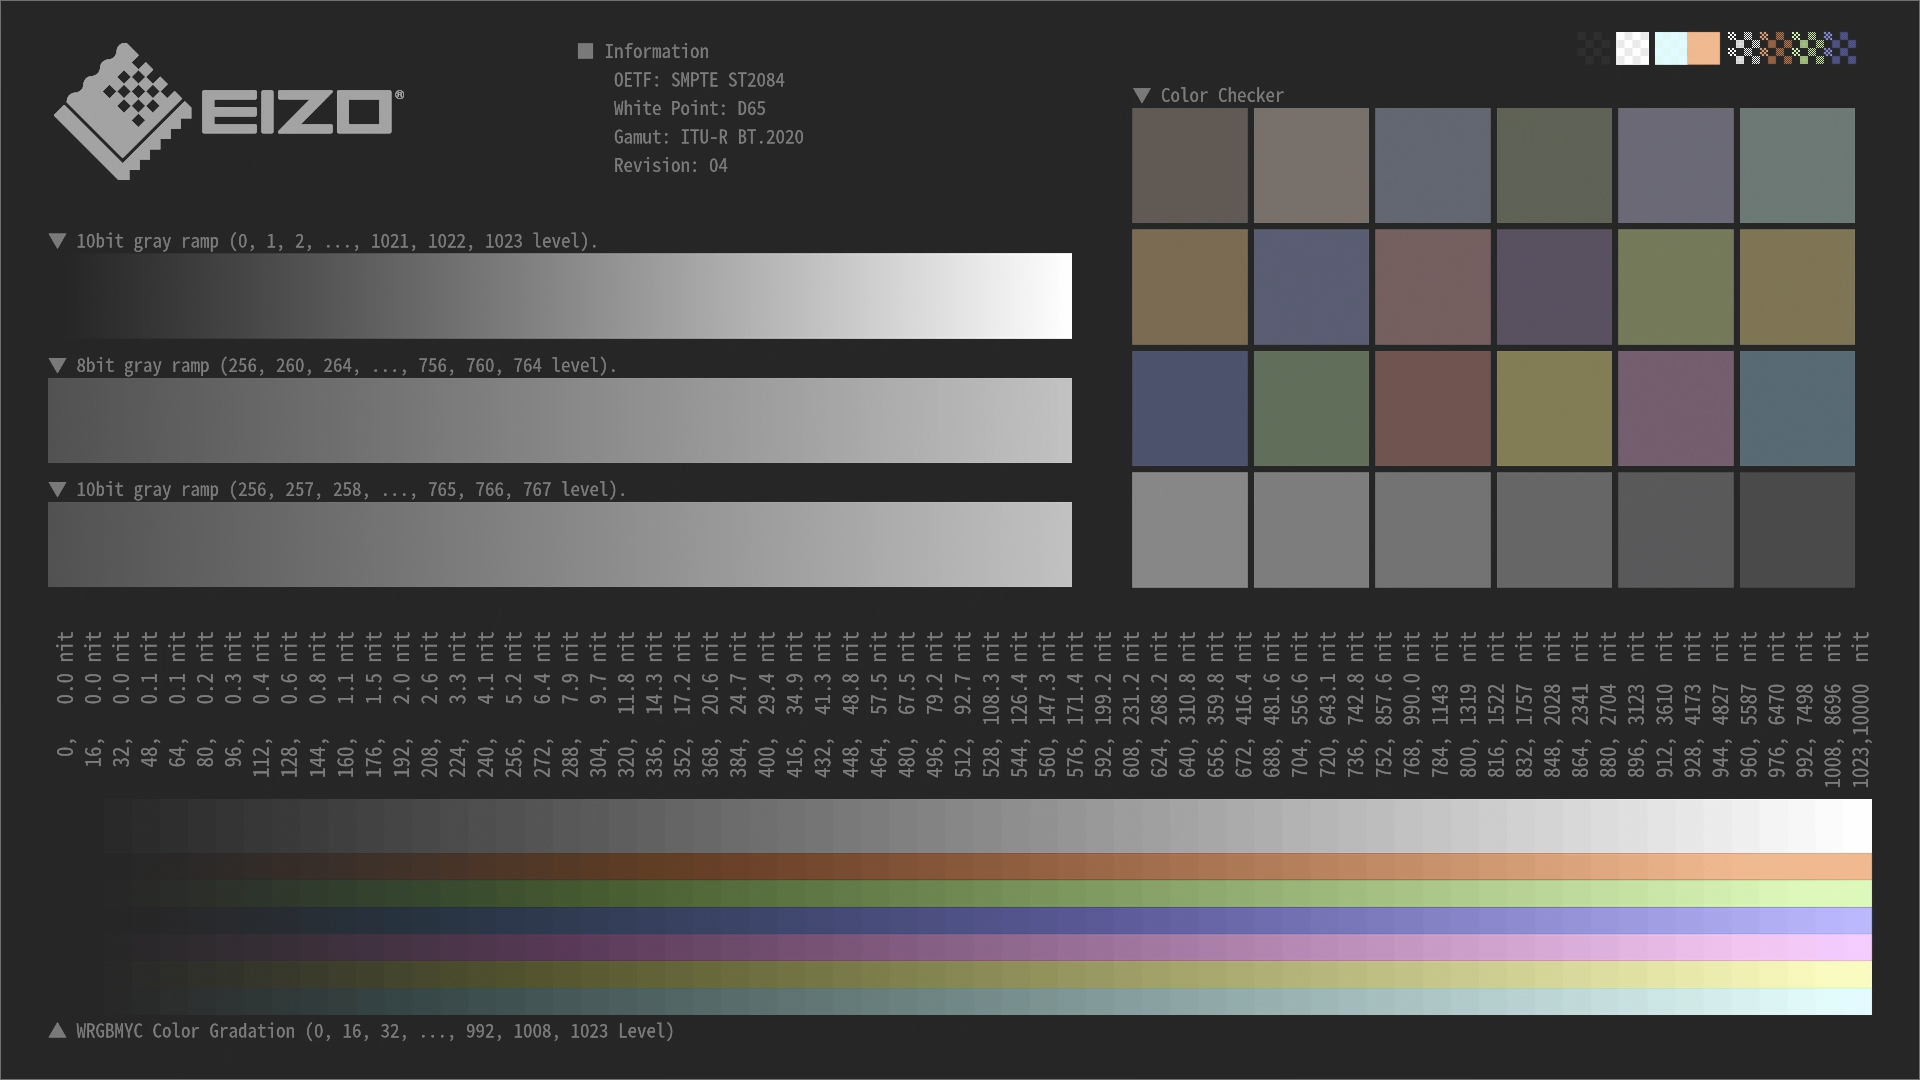 EIZO®
■ Information
OETF: SMPTE ST2084
White Point: D65
Gamut: ITU-R BT.2020
Revision: 04
▼ Color Checker
▼ 10bit gray ramp (0, 1, 2, ..., 1021, 1022, 1023 level).
▼ 8bit gray ramp (256, 260, 264, ..., 756, 760, 764 level).
▼ 10bit gray ramp (256, 257, 258, ..., 765, 766, 767 level).
0, 0.0 nit
16, 0.0 nit
32, 0.0 nit
48, 0.1 nit
64, 0.1 nit
80, 0.2 nit
96, 0.3 nit
112, 0.4 nit
128, 0.6 nit
144, 0.8 nit
160, 1.1 nit
176, 1.5 nit
192, 2.0 nit
208, 2.6 nit
224, 3.3 nit
240, 4.1 nit
256, 5.2 nit
272, 6.4 nit
288, 7.9 nit
304, 9.7 nit
320, 11.8 nit
336, 14.3 nit
352, 17.2 nit
368, 20.6 nit
384, 24.7 nit
400, 29.4 nit
416, 34.9 nit
432, 41.3 nit
448, 48.8 nit
464, 57.5 nit
480, 67.5 nit
496, 79.2 nit
512, 92.7 nit
528, 108.3 nit
544, 126.4 nit
560, 147.3 nit
576, 171.4 nit
592, 199.2 nit
608, 231.2 nit
624, 268.2 nit
640, 310.8 nit
656, 359.8 nit
672, 416.4 nit
688, 481.6 nit
704, 556.6 nit
720, 643.1 nit
736, 742.8 nit
752, 857.6 nit
768, 990.0 nit
784, 1143 nit
800, 1319 nit
816, 1522 nit
832, 1757 nit
848, 2028 nit
864, 2341 nit
880, 2704 nit
896, 3123 nit
912, 3610 nit
928, 4173 nit
944, 4827 nit
960, 5587 nit
976, 6470 nit
992, 7498 nit
1008, 8696 nit
1023,10000 nit
▲ WRGBMYC Color Gradation (0, 16, 32, ..., 992, 1008, 1023 Level)